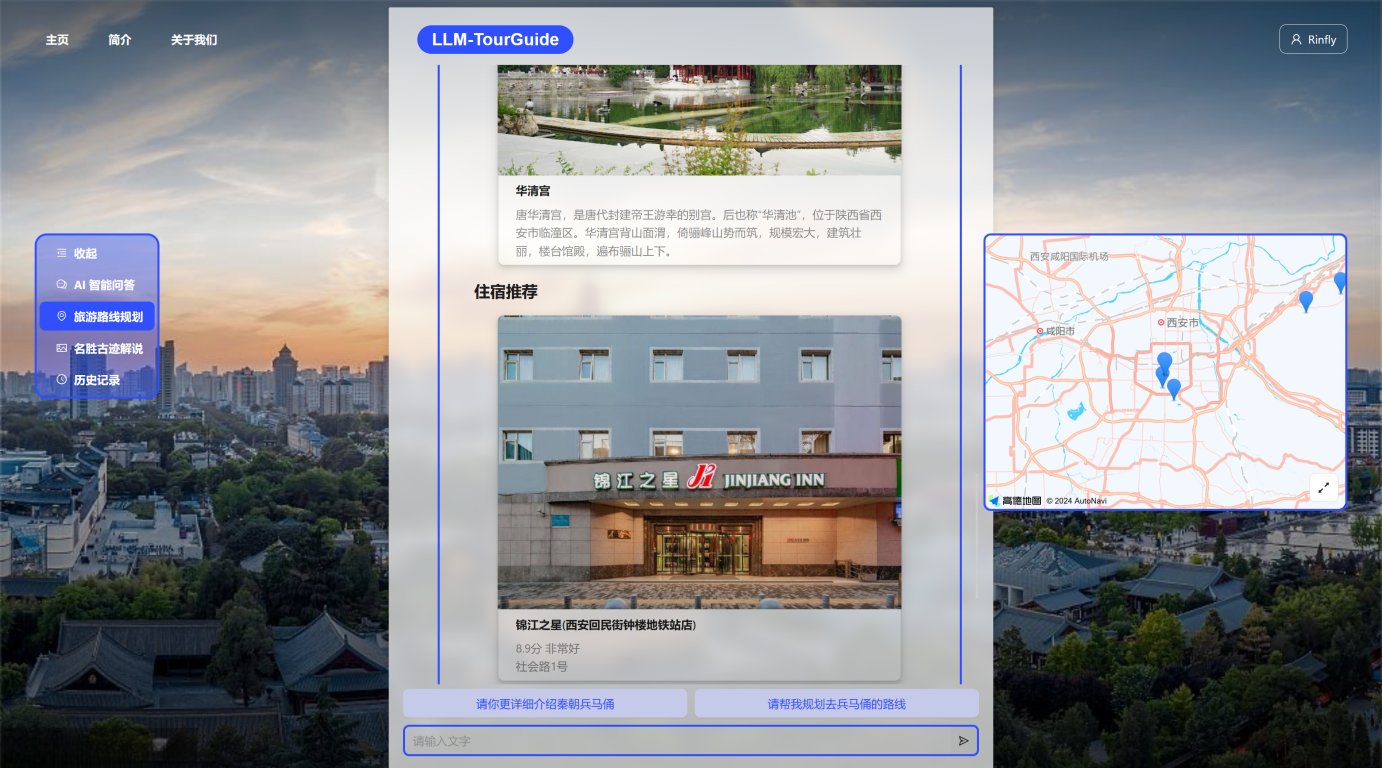 主页
简介
关于我们
LLM-TourGuide
Rinfly
收起
AI 智能问答
旅游路线规划
名胜古迹解说
历史记录
华清宫
唐华清宫，是唐代封建帝王游幸的别宫。后也称“华清池”，位于陕西省西
安市临潼区。华清宫背山面渭，倚骊峰山势而筑，规模宏大，建筑壮
丽，楼台馆殿，遍布骊山上下。
住宿推荐
锦江之星 JINJIANG INN
锦江之星(西安回民街钟楼地铁站店)
8.9分 非常好
社会路1号
请你更详细介绍秦朝兵马俑
请帮我规划去兵马俑的路线
请输入文字
西安咸阳国际机场
咸阳市
西安市
高德地图 © 2024 AutoNavi